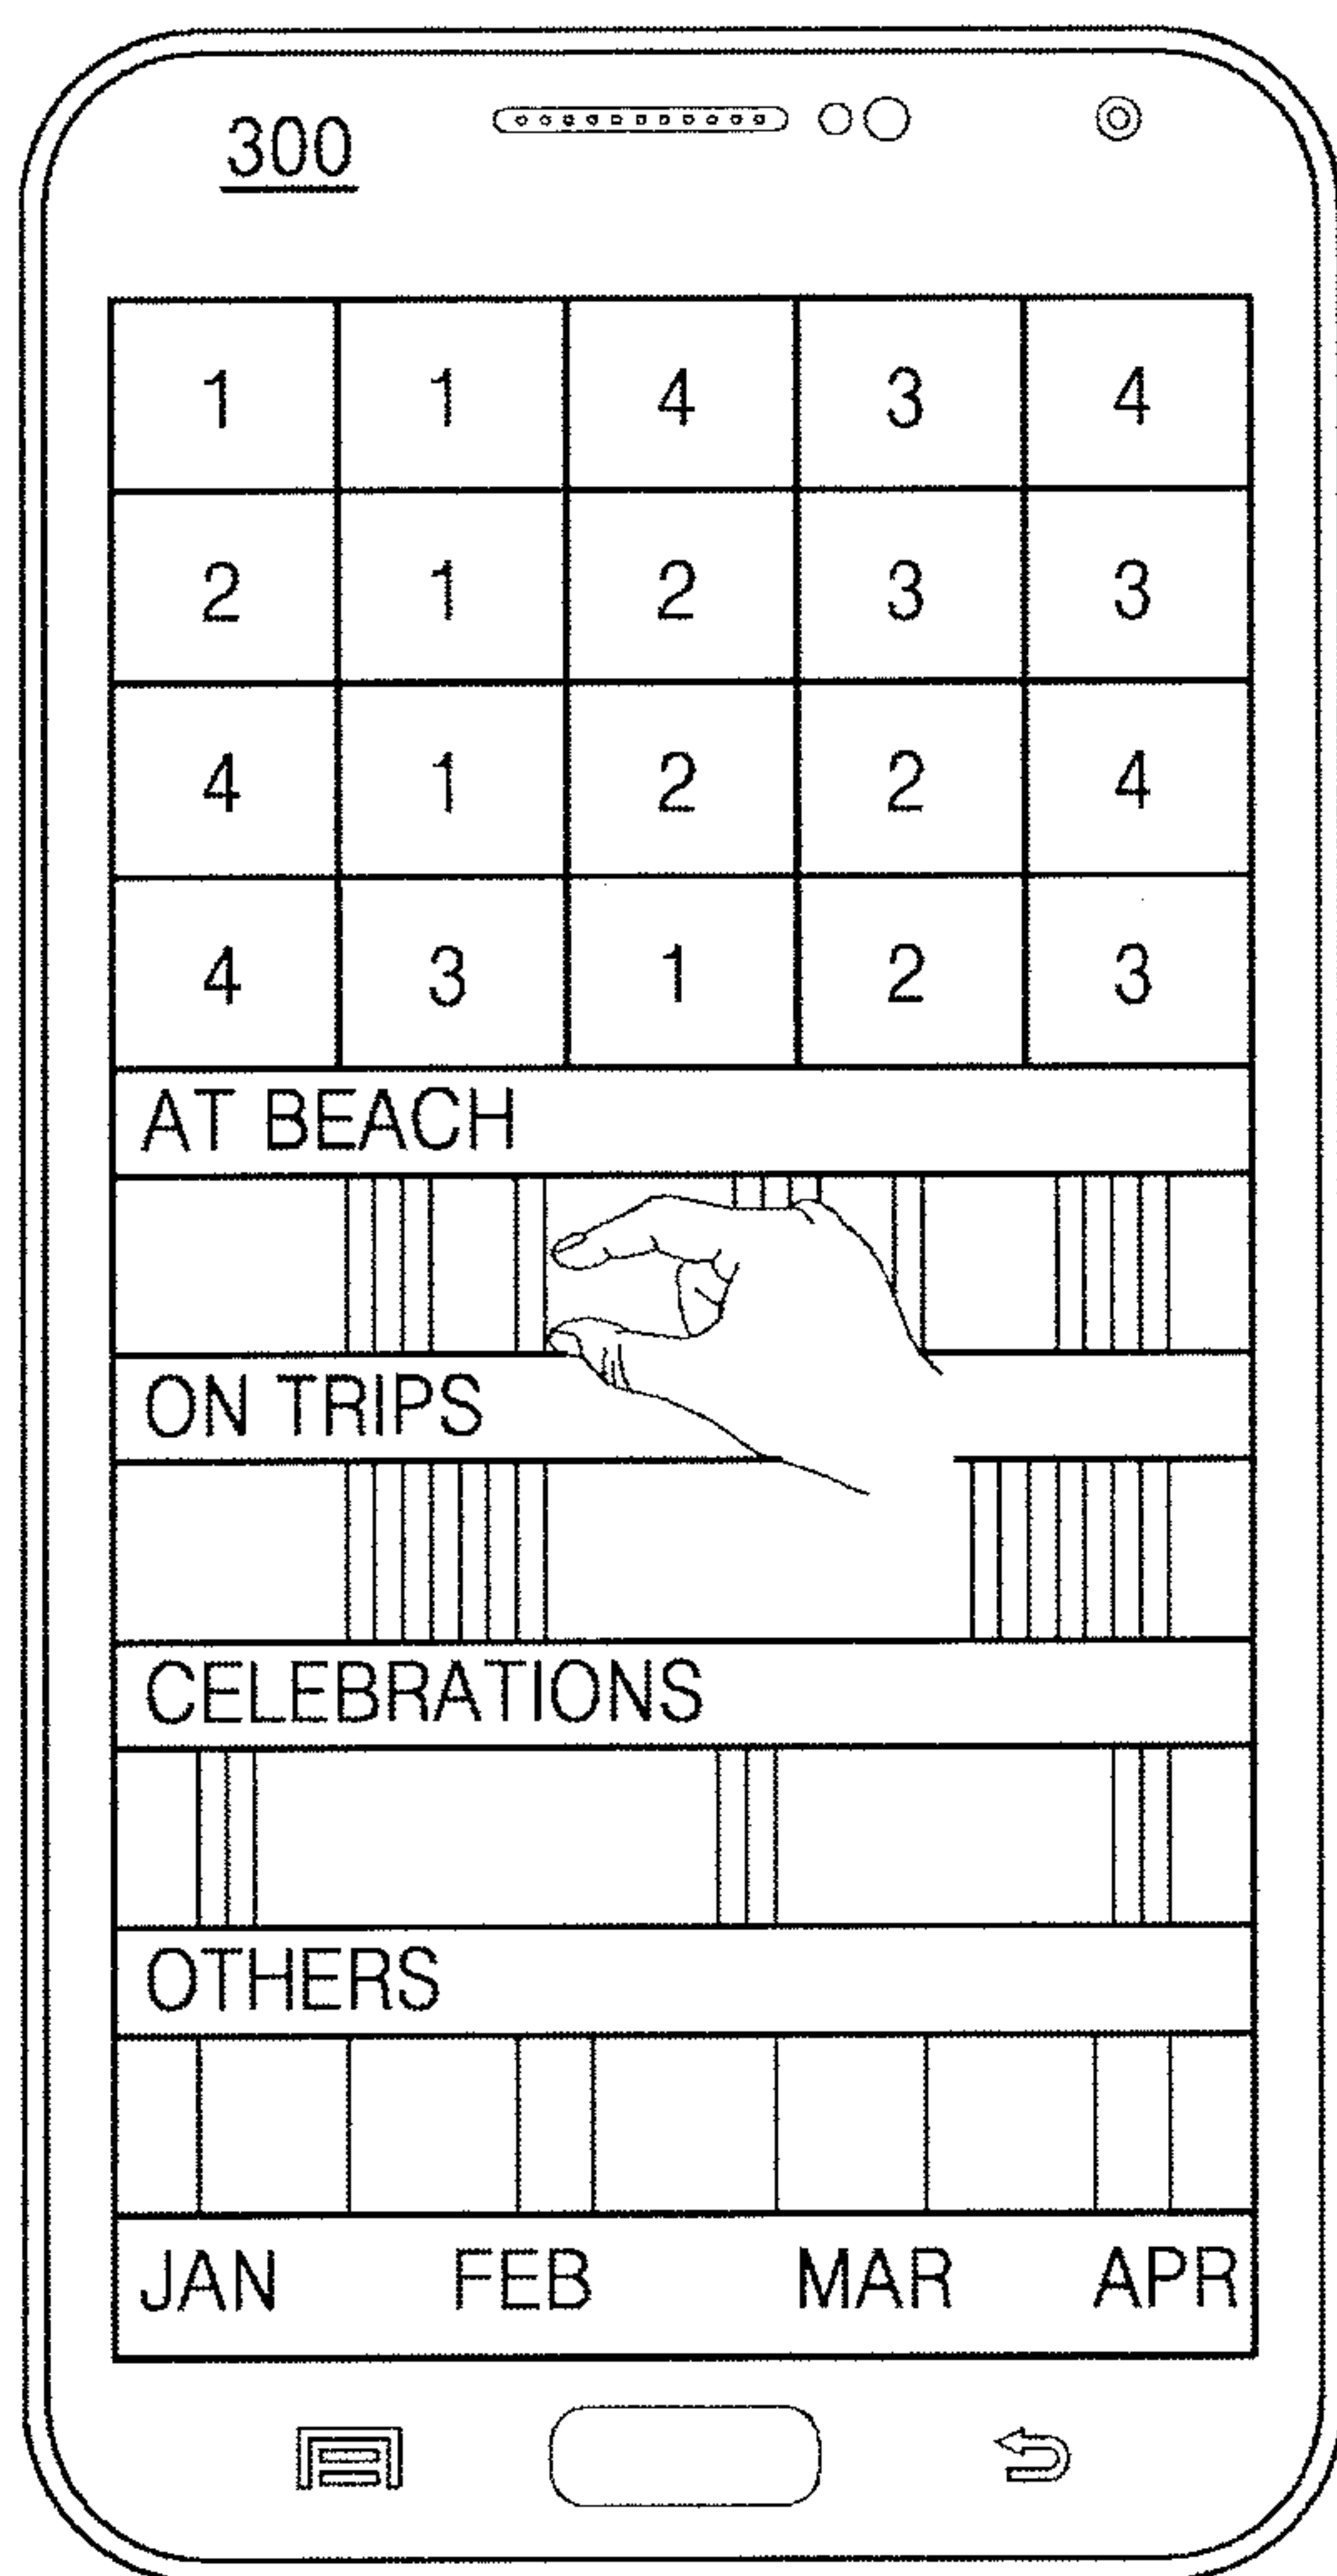 300
1 1 4 3 4
2 1 2 3 3
4 1 2 2 4
4 3 1 2 3
AT BEACH
ON TRIPS
CELEBRATIONS
OTHERS
JAN FEB MAR APR